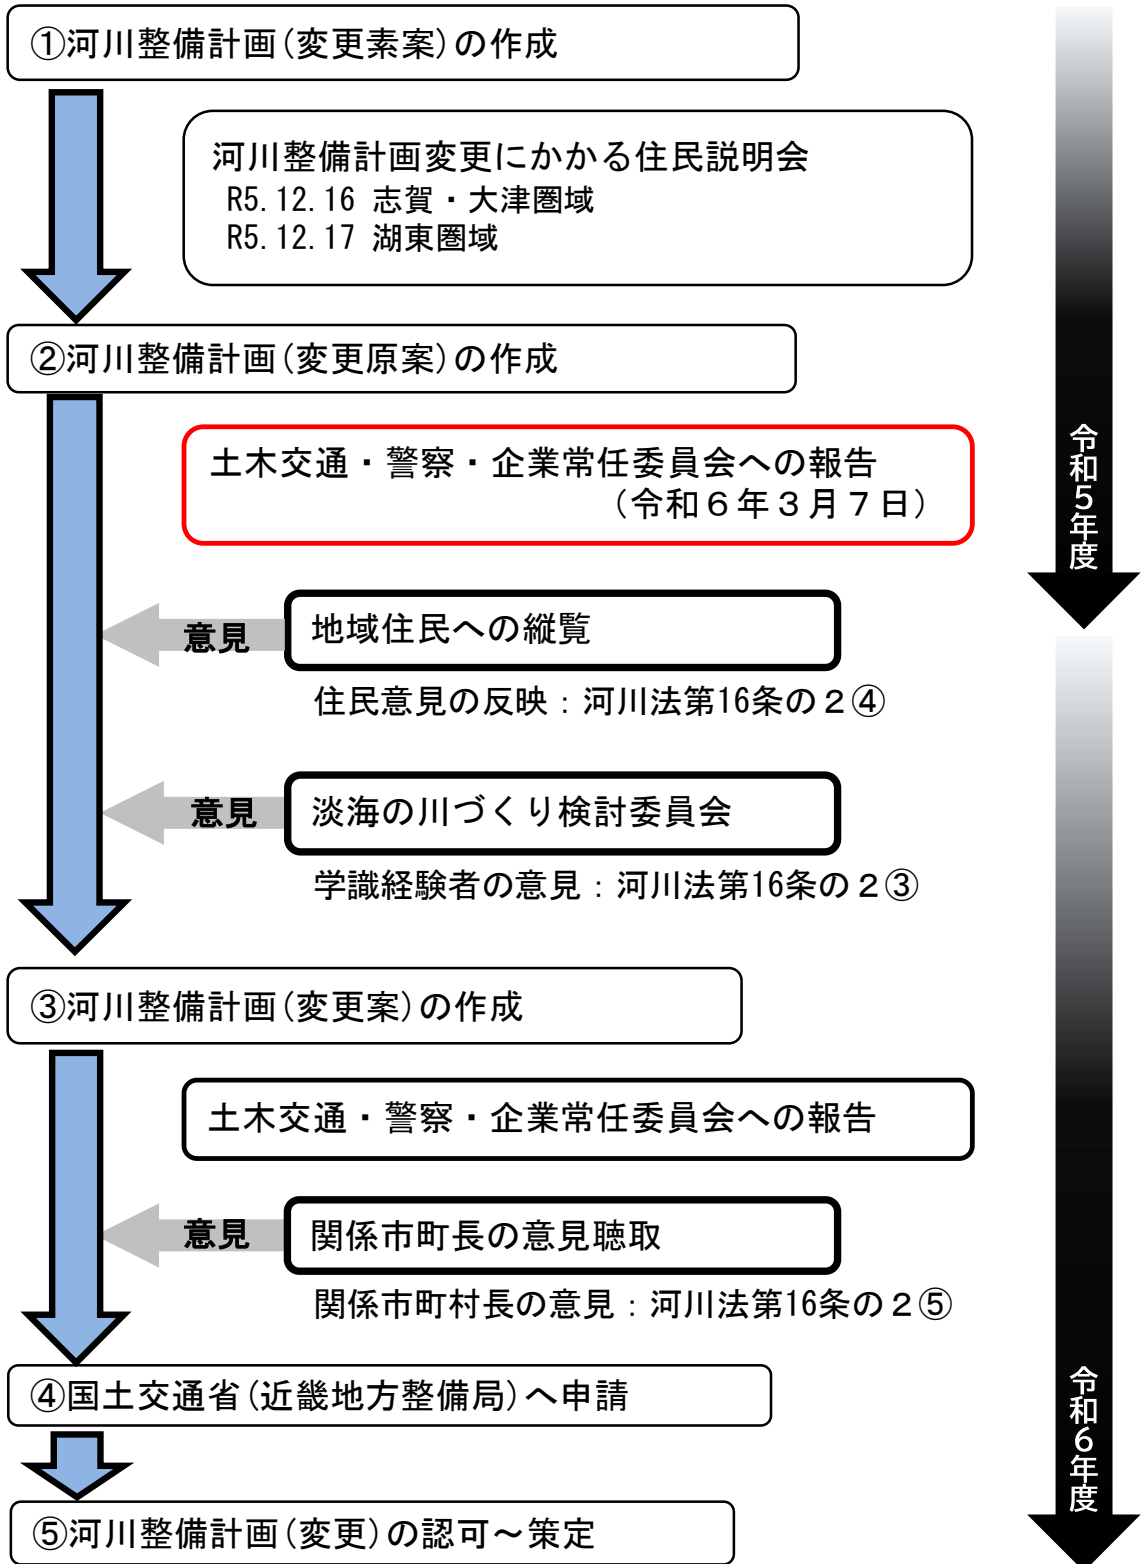 ①河川整備計画(変更素案)の作成
河川整備計画変更にかかる住民説明会
R5.12.16 志賀・大津圏域
R5.12.17 湖東圏域
②河川整備計画(変更原案)の作成
土木交通・警察・企業常任委員会への報告
(令和６年３月７日)
令和５年度
意見
地域住民への縦覧
住民意見の反映：河川法第16条の２④
意見
淡海の川づくり検討委員会
学識経験者の意見：河川法第16条の２③
③河川整備計画(変更案)の作成
土木交通・警察・企業常任委員会への報告
意見
関係市町長の意見聴取
関係市町村長の意見：河川法第16条の２⑤
④国土交通省(近畿地方整備局)へ申請
令和６年度
⑤河川整備計画(変更)の認可～策定